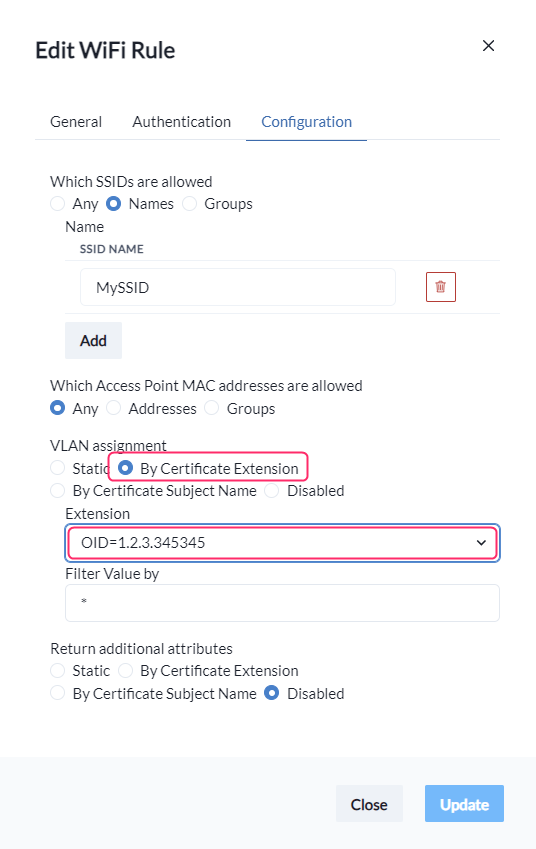 Edit WiFi Rule
General Authentication Configuration
Which SSIDs are allowed
Any Names Groups
Name
SSID NAME
MySSID
Add
Which Access Point MAC addresses are allowed
Any Addresses Groups
VLAN assignment
Static By Certificate Extension
By Certificate Subject Name Disabled
Extension
OID=1.2.3.345345
Filter Value by
*
Return additional attributes
Static By Certificate Extension
By Certificate Subject Name Disabled
Close Update